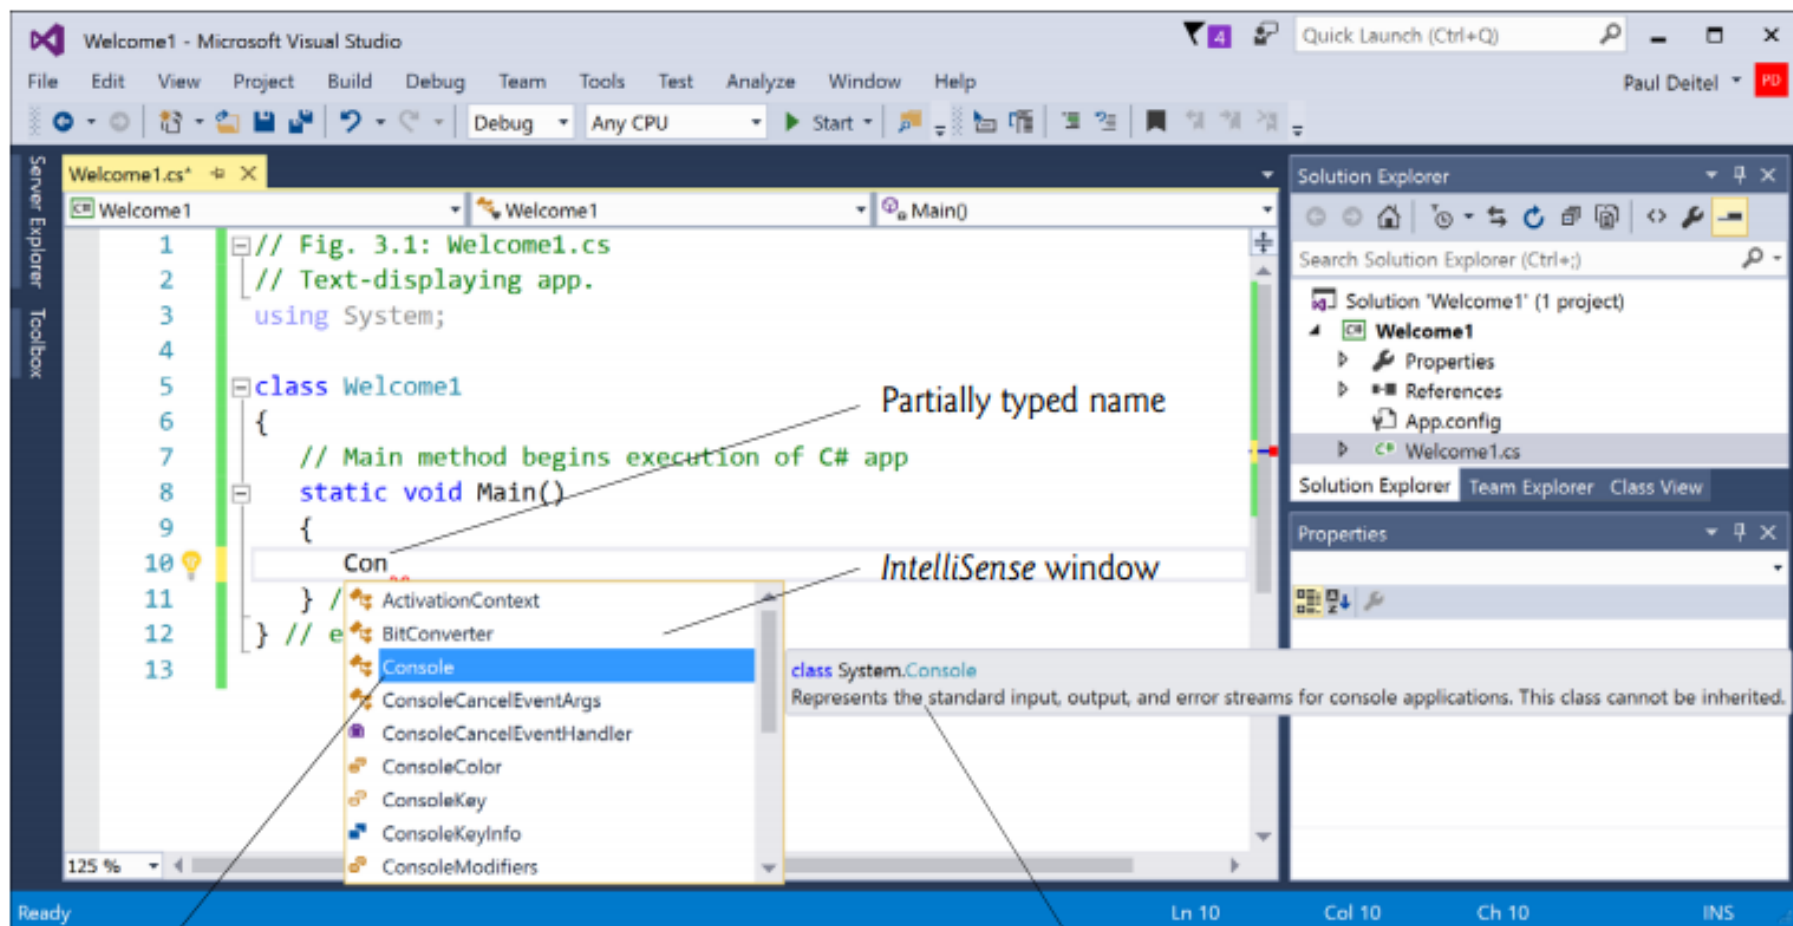 Welcome1 - Microsoft Visual Studio
4
Quick Launch (Ctrl+Q)
File Edit View Project Build Debug Team Tools Test Analyze Window Help
Paul Deitel PD
Debug Any CPU Start
Server Explorer
Toolbox
Welcome1.cs*
C# Welcome1 Welcome1 Main()
1 // Fig. 3.1: Welcome1.cs
2 // Text-displaying app.
3 using System;
4
5 class Welcome1
6 {
7 // Main method begins execution of C# app
8 static void Main()
9 {
10 Con
11 } /
12 } // e
13
Partially typed name
IntelliSense window
ActivationContext
BitConverter
Console
ConsoleCancelEventArgs
ConsoleCancelEventHandler
ConsoleColor
ConsoleKey
ConsoleKeyInfo
ConsoleModifiers
class System.Console
Represents the standard input, output, and error streams for console applications. This class cannot be inherited.
125 %
Solution Explorer
Search Solution Explorer (Ctrl+;)
Solution 'Welcome1' (1 project)
C# Welcome1
Properties
References
App.config
C# Welcome1.cs
Solution Explorer Team Explorer Class View
Properties
Ready Ln 10 Col 10 Ch 10 INS